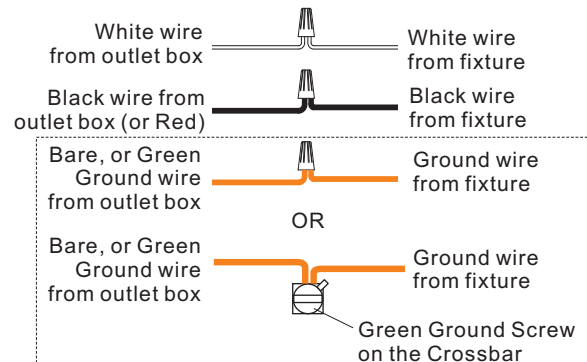 White wire
from outlet box
White wire
from fixture
Black wire from
outlet box (or Red)
Black wire
from fixture
Bare, or Green
Ground wire
from outlet box
Ground wire
from fixture
OR
Bare, or Green
Ground wire
from outlet box
Ground wire
from fixture
Green Ground Screw
on the Crossbar